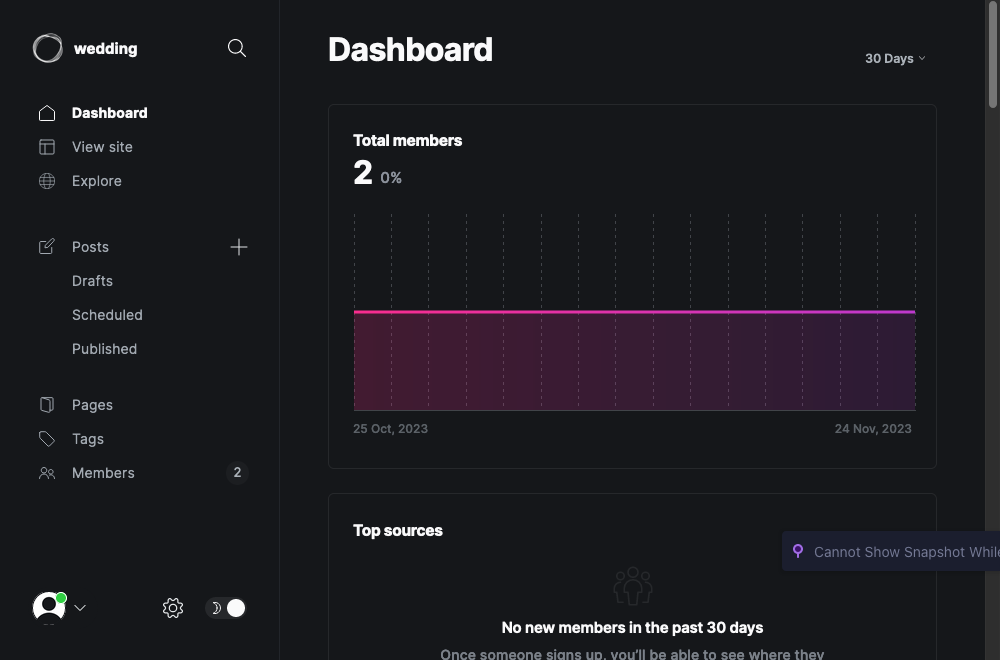 wedding
Dashboard
View site
Explore
Posts
Drafts
Scheduled
Published
Pages
Tags
Members
2
Dashboard
30 Days
Total members
2 0%
25 Oct, 2023
24 Nov, 2023
Top sources
Cannot Show Snapshot While
No new members in the past 30 days
Once someone signs up, you'll be able to see where they